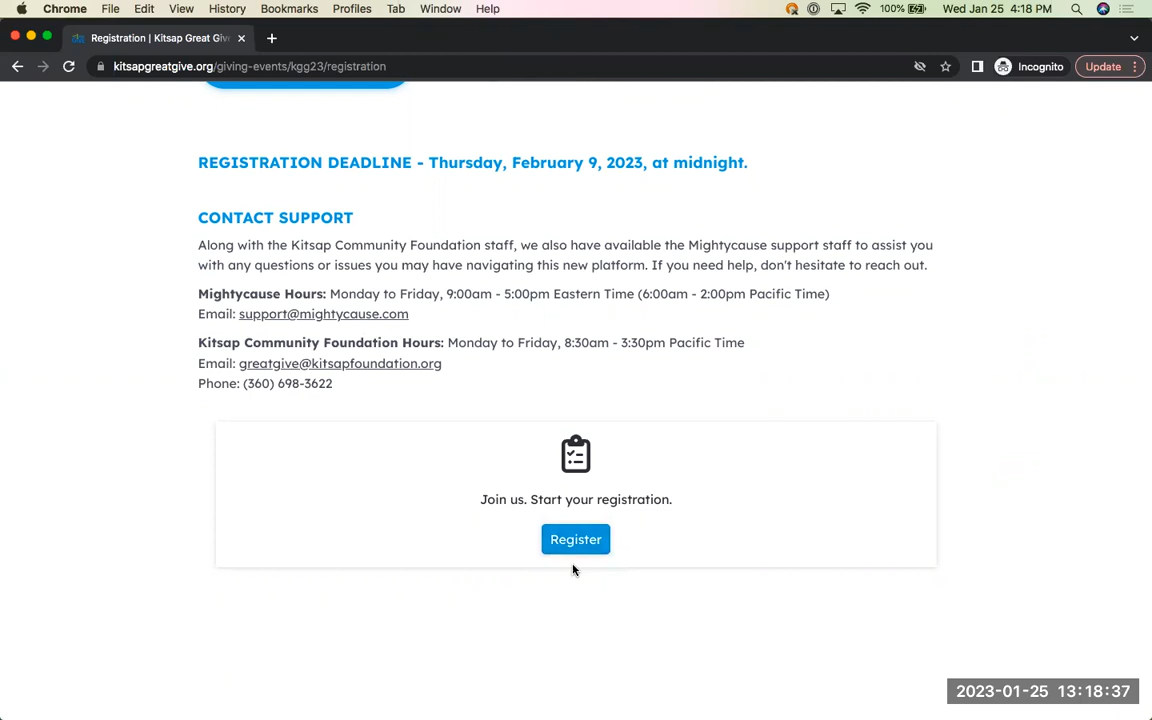 Chrome File Edit View History Bookmarks Profiles Tab Window Help 100% Wed Jan 25 4:18 PM
Registration | Kitsap Great Giv
kitsapgreatgive.org/giving-events/kgg23/registration Incognito Update
REGISTRATION DEADLINE - Thursday, February 9, 2023, at midnight.
CONTACT SUPPORT
Along with the Kitsap Community Foundation staff, we also have available the Mightycause support staff to assist you
with any questions or issues you may have navigating this new platform. If you need help, don't hesitate to reach out.
Mightycause Hours: Monday to Friday, 9:00am - 5:00pm Eastern Time (6:00am - 2:00pm Pacific Time)
Email: support@mightycause.com
Kitsap Community Foundation Hours: Monday to Friday, 8:30am - 3:30pm Pacific Time
Email: greatgive@kitsapfoundation.org
Phone: (360) 698-3622
Join us. Start your registration.
Register
2023-01-25 13:18:37